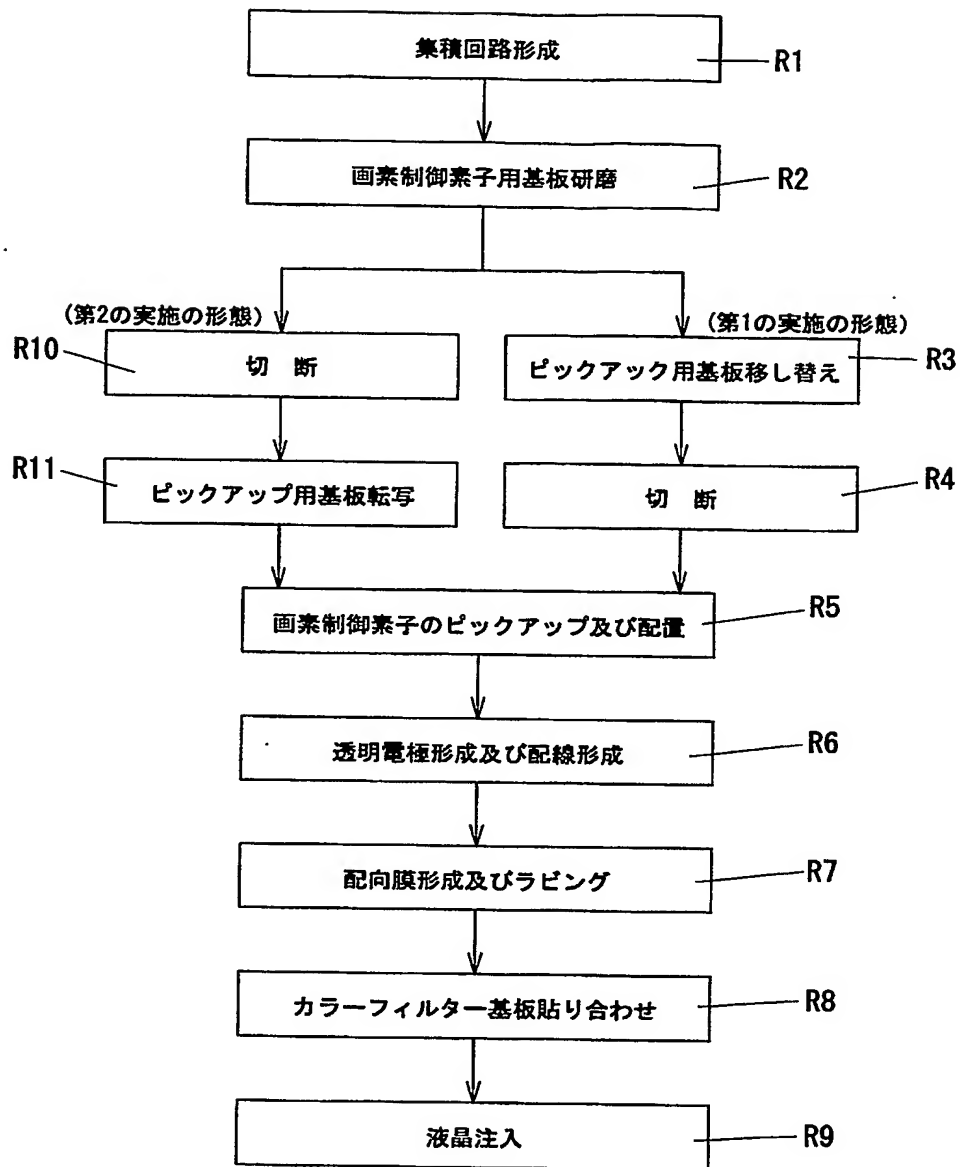 集積回路形成
R1
画素制御素子用基板研磨
R2
(第2の実施の形態)
(第1の実施の形態)
R10
切 断
ピックアック用基板移し替え
R3
R11
ピックアップ用基板転写
切 断
R4
画素制御素子のピックアップ及び配置
R5
透明電極形成及び配線形成
R6
配向膜形成及びラビング
R7
カラーフィルター基板貼り合わせ
R8
液晶注入
R9